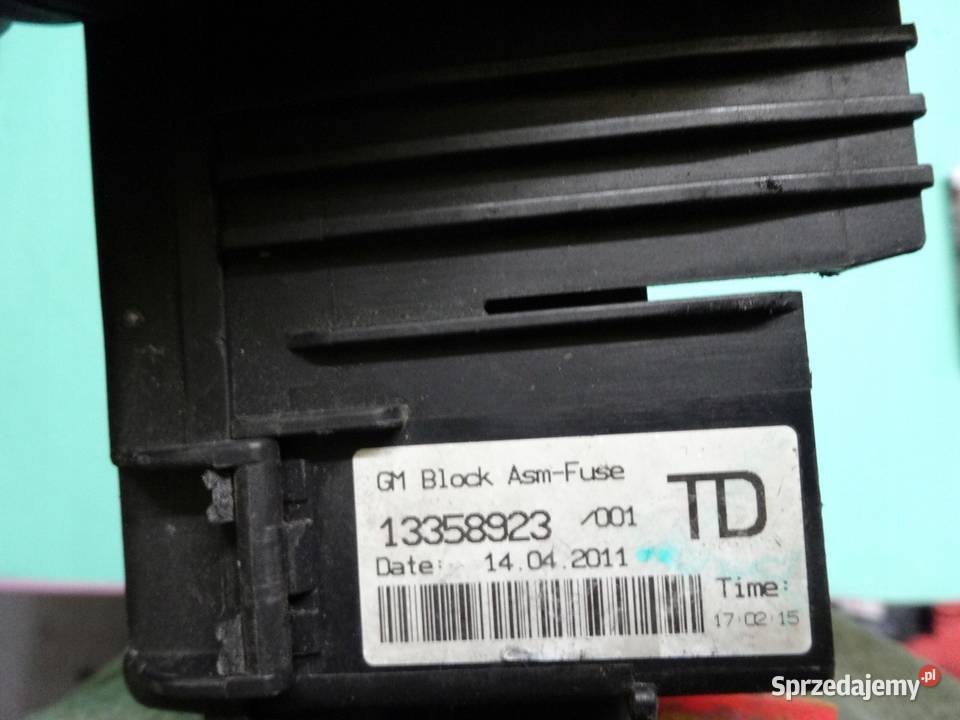 GM Block Asm-Fuse
13358923 /001
TD
Date: 14.04.2011
Time:
17:02:15
Sprzedajemy.pl